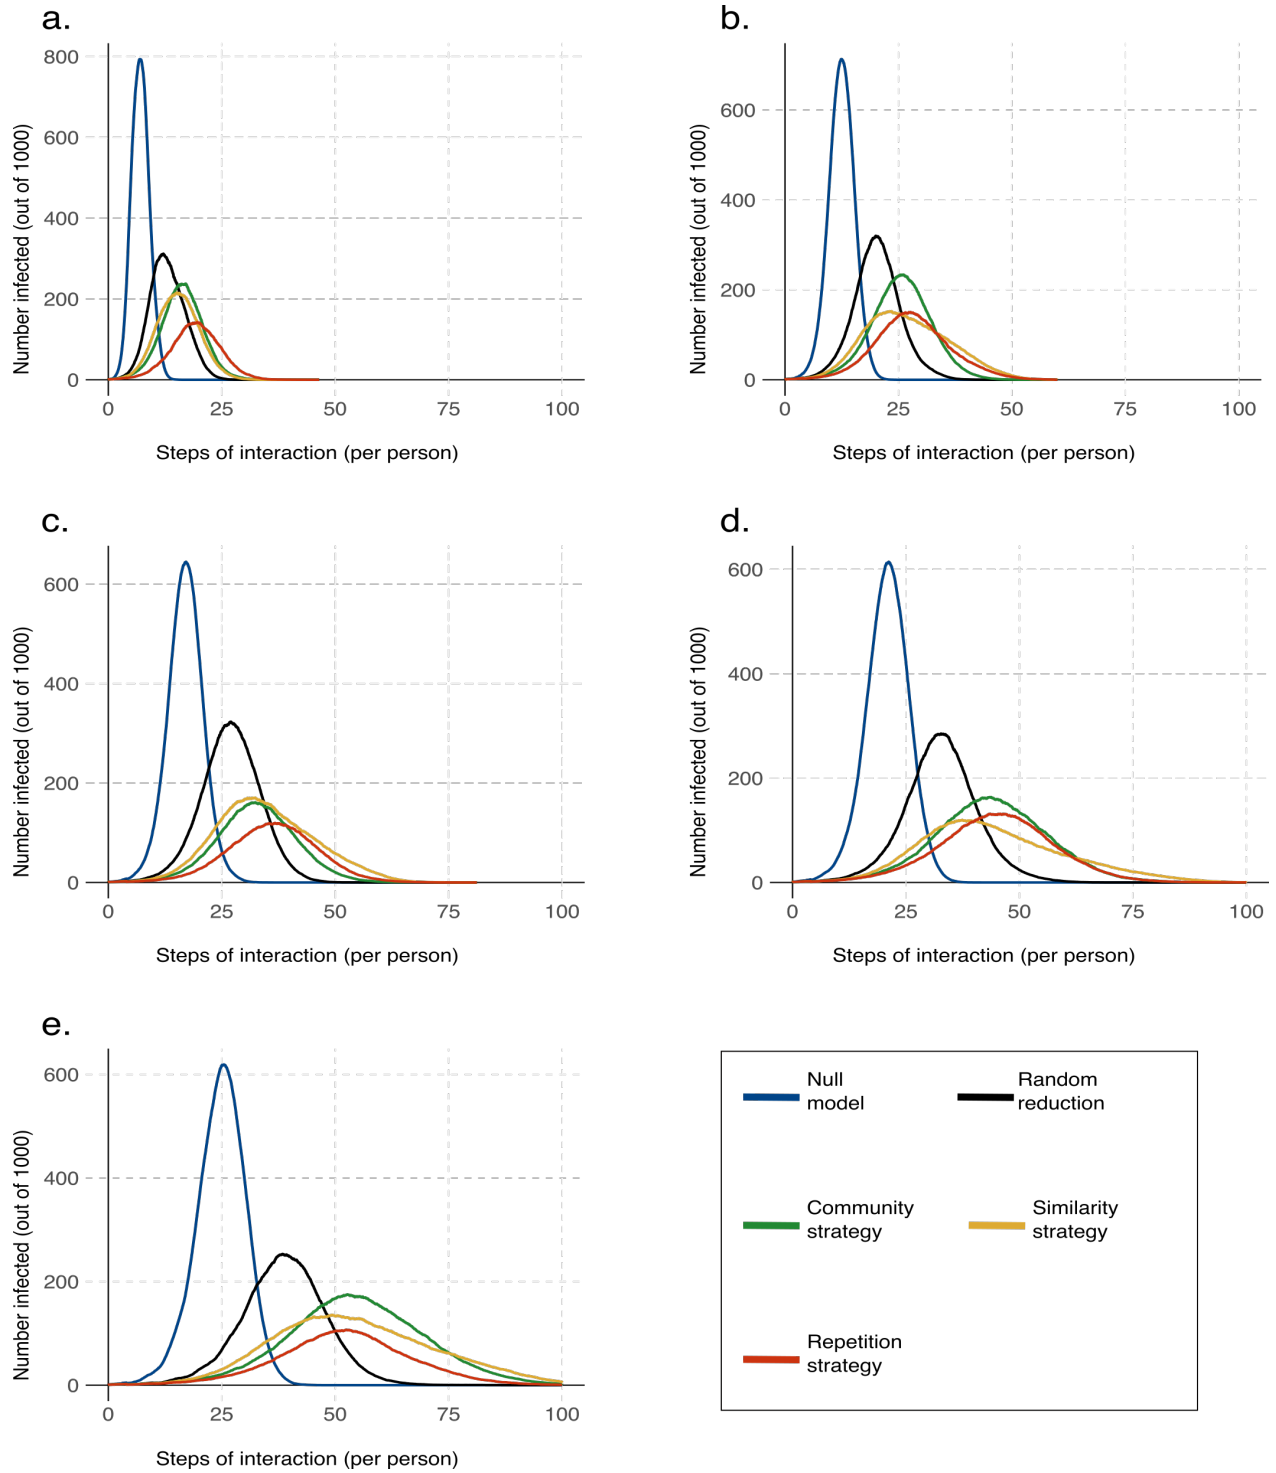 a.
800
600
400
200
0
0 25 50 75 100
Number infected (out of 1000)
Steps of interaction (per person)
b.
600
400
200
0
0 25 50 75 100
Number infected (out of 1000)
Steps of interaction (per person)
c.
600
400
200
0
0 25 50 75 100
Number infected (out of 1000)
Steps of interaction (per person)
d.
600
400
200
0
0 25 50 75 100
Number infected (out of 1000)
Steps of interaction (per person)
e.
600
400
200
0
0 25 50 75 100
Number infected (out of 1000)
Steps of interaction (per person)
Null
model
Random
reduction
Community
strategy
Similarity
strategy
Repetition
strategy